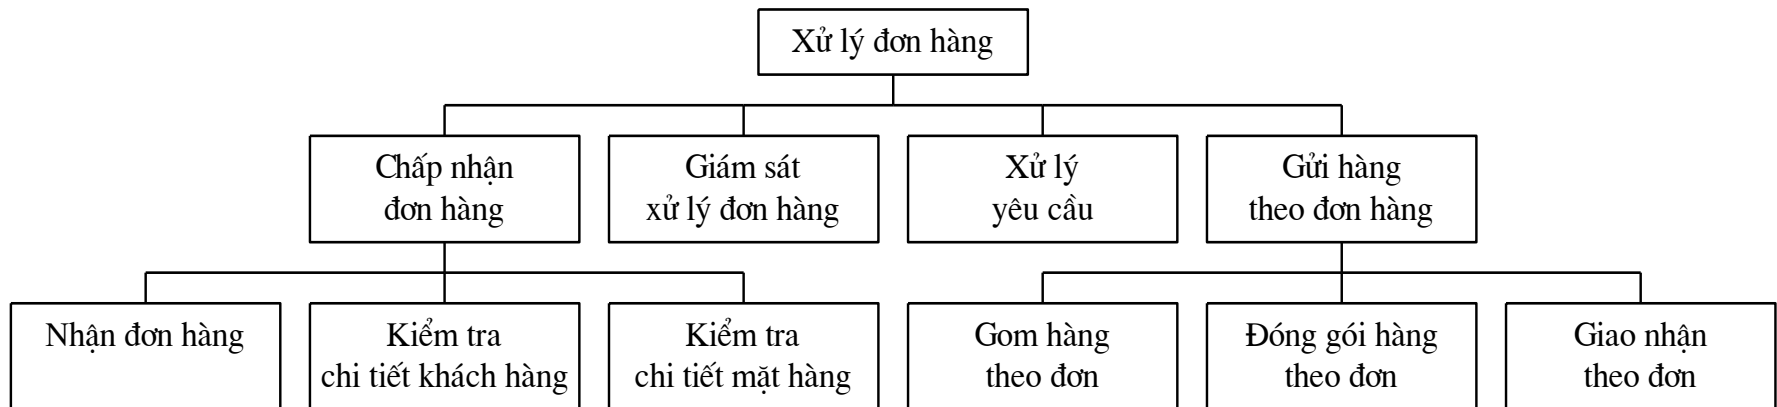 Xử lý đơn hàng
Chấp nhận
đơn hàng
Giám sát
xử lý đơn hàng
Xử lý
yêu cầu
Gửi hàng
theo đơn hàng
Nhận đơn hàng
Kiểm tra
chi tiết khách hàng
Kiểm tra
chi tiết mặt hàng
Gom hàng
theo đơn
Đóng gói hàng
theo đơn
Giao nhận
theo đơn